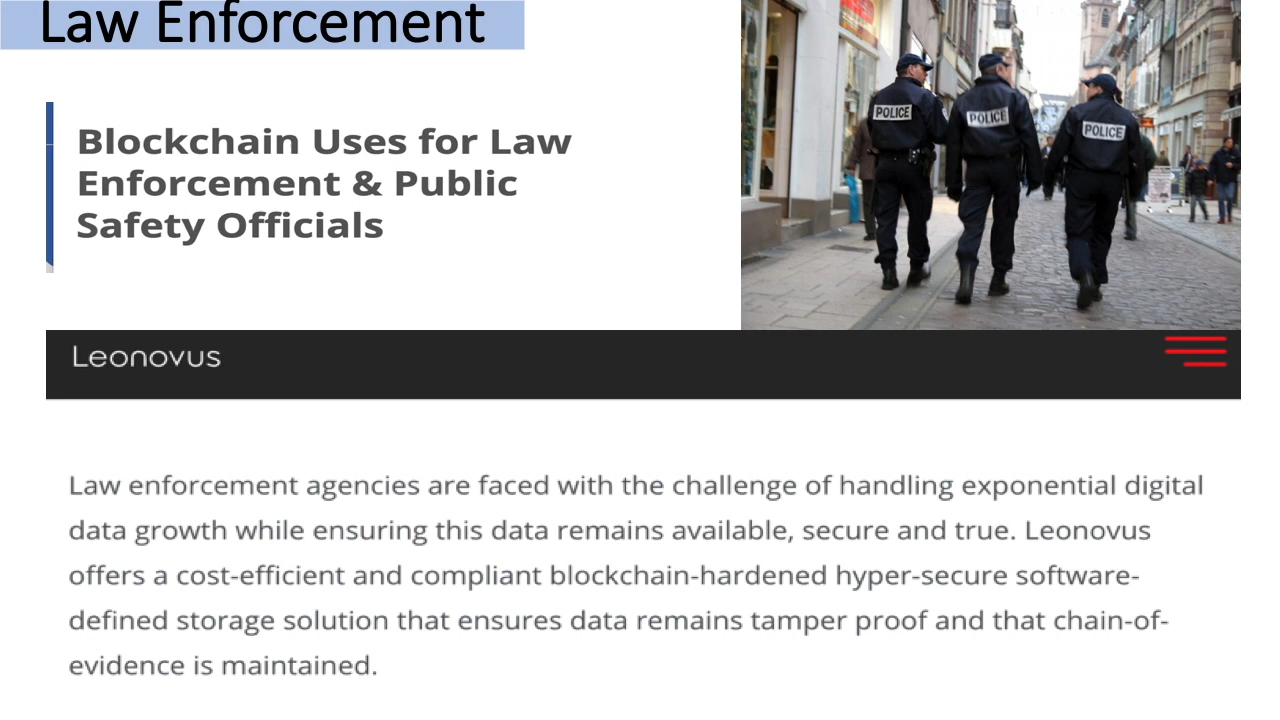 Law Enforcement
Blockchain Uses for Law
Enforcement & Public
Safety Officials
POLICE
POLICE
POLICE
Leonovus
Law enforcement agencies are faced with the challenge of handling exponential digital
data growth while ensuring this data remains available, secure and true. Leonovus
offers a cost-efficient and compliant blockchain-hardened hyper-secure software-
defined storage solution that ensures data remains tamper proof and that chain-of-
evidence is maintained.